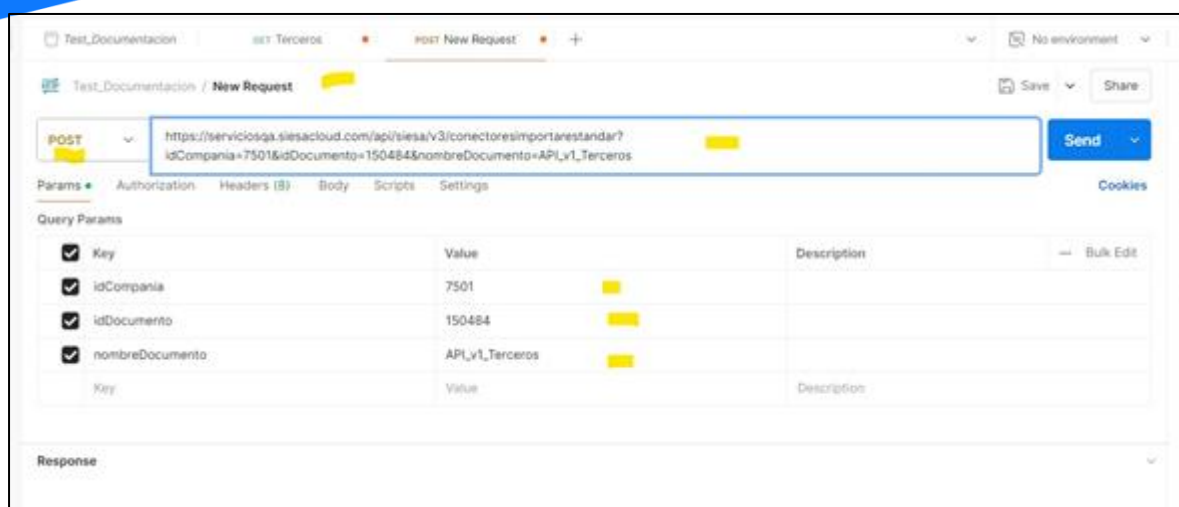 Test_Documentacion GET Terceros POST New Request + No environment
Test_Documentacion / New Request Save Share
POST https://serviciosqa.siesacloud.com/api/siesa/v3/conectoresimportarestandar? Send
idCompania=7501&idDocumento=150484&nombreDocumento=API_v1_Terceros
Params Authorization Headers (8) Body Scripts Settings Cookies
Query Params
Key Value Description Bulk Edit
idCompania 7501
idDocumento 150484
nombreDocumento API_v1_Terceros
Key Value Description
Response